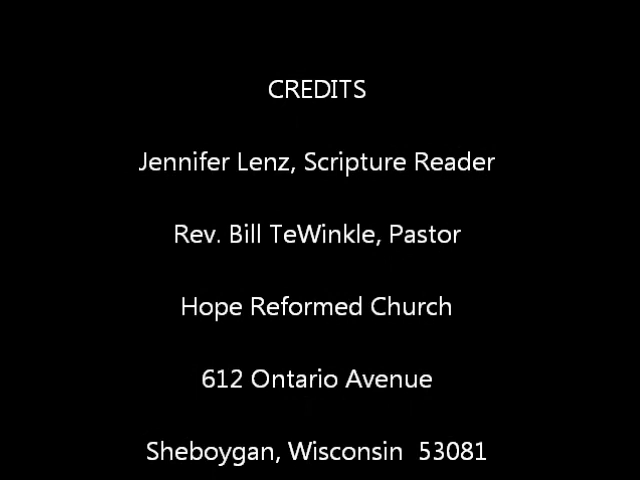 CREDITS
Jennifer Lenz, Scripture Reader
Rev. Bill TeWinkle, Pastor
Hope Reformed Church
612 Ontario Avenue
Sheboygan, Wisconsin  53081